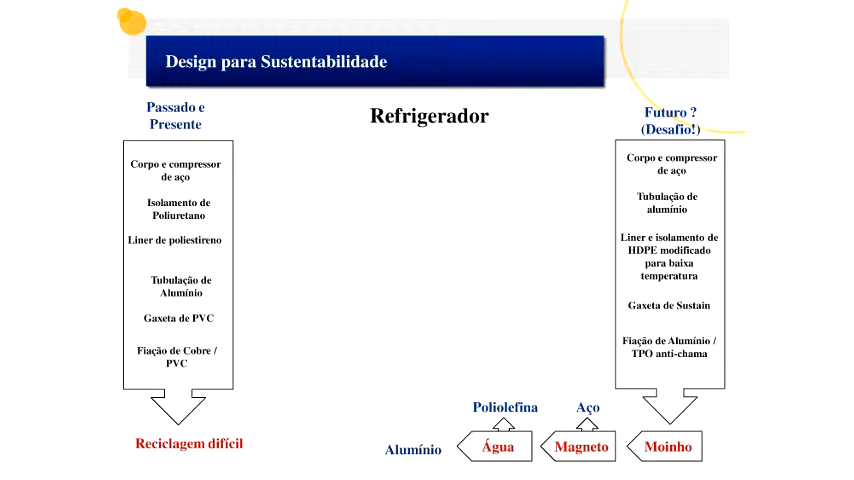 Design para Sustentabilidade
Passado e
Presente
Refrigerador
Futuro ?
(Desafio!)
Corpo e compressor
de aço
Isolamento de
Poliuretano
Liner de poliestireno
Tubulação de
Alumínio
Gaxeta de PVC
Fiação de Cobre /
PVC
Reciclagem difícil
Corpo e compressor
de aço
Tubulação de
alumínio
Liner e isolamento de
HDPE modificado
para baixa
temperatura
Gaxeta de Sustain
Fiação de Alumínio /
TPO anti-chama
Poliolefina
Aço
Alumínio
Água
Magneto
Moinho